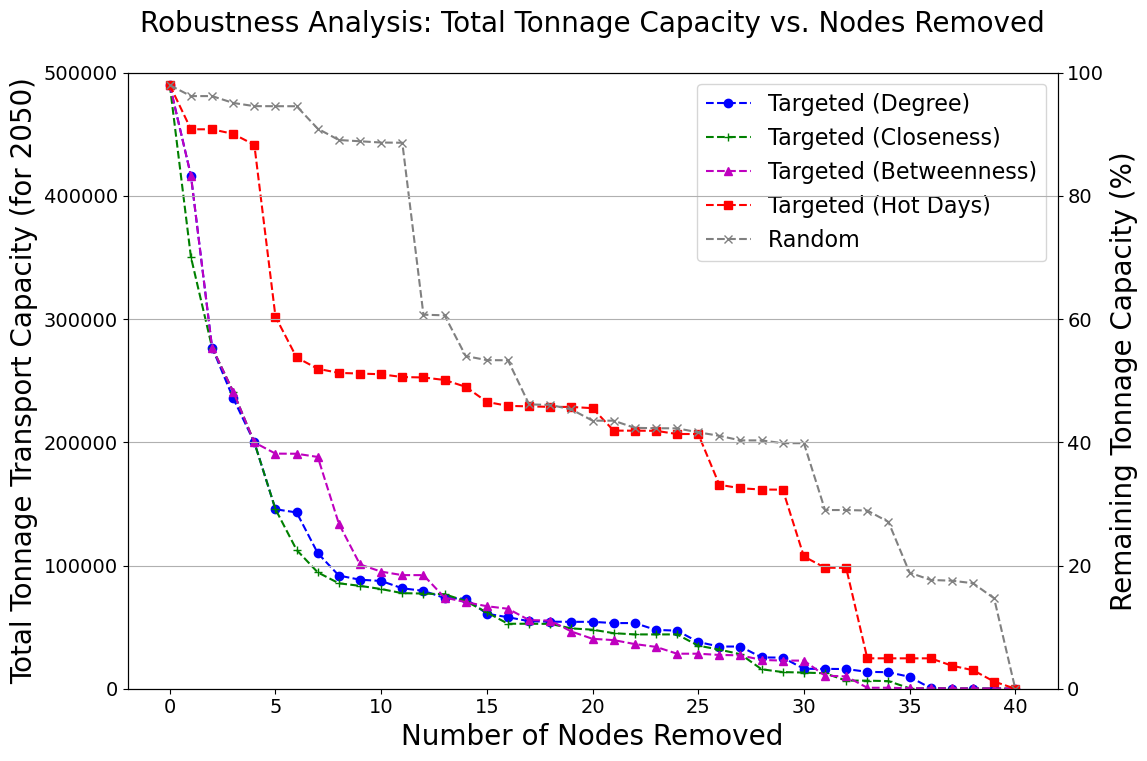 Robustness Analysis: Total Tonnage Capacity vs. Nodes Removed
Total Tonnage Transport Capacity (for 2050)
500000
400000
300000
200000
100000
0
Targeted (Degree)
Targeted (Closeness)
Targeted (Betweenness)
Targeted (Hot Days)
Random
100
80
60
40
20
0
Remaining Tonnage Capacity (%)
0 5 10 15 20 25 30 35 40
Number of Nodes Removed